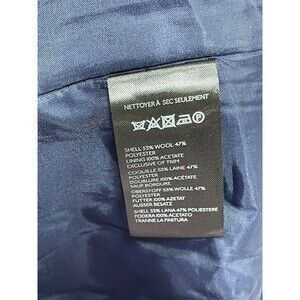 NETTOYER À SEC SEULEMENT
SHELL 53% WOOL 47%
POLYESTER
LINING 100% ACETATE
EXCLUSIVE OF TRIM
COQUILLE 53% LAINE 47%
POLYESTER
DOUBLURE 100% ACÉTATE
SAUF BORDURE
OBERSTOFF 53% WOLLE 47%
POLYESTER
FUTTER 100% AZETAT
AUSSER BESATZ
SHELL 53% LANA 47% POLIESTERE
FODERA 100% ACETATO
TRANNE LA FINITURA